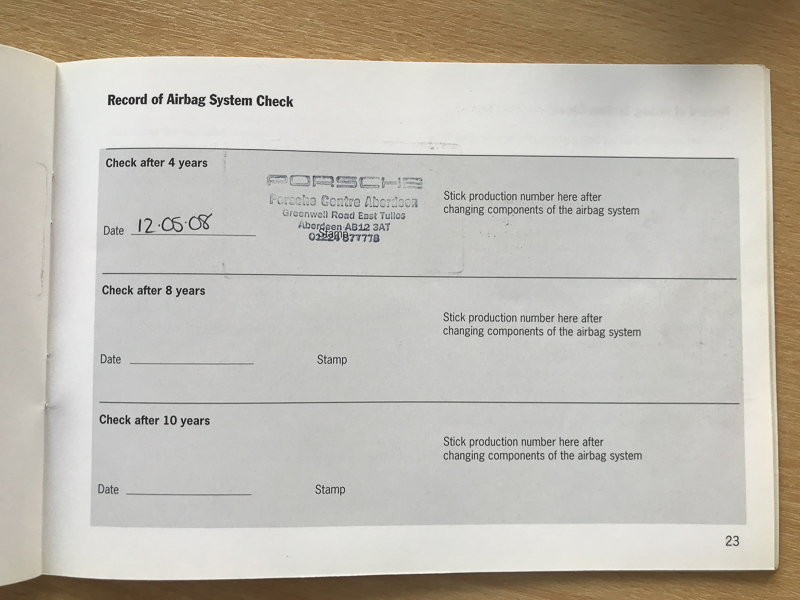 Record of Airbag System Check
Check after 4 years
PORSCHE
Porsche Centre Aberdeen
Greenwell Road East Tullos
Aberdeen AB12 3AT
01224 877778
Stick production number here after
changing components of the airbag system
Date 12.05.08
Stamp
Check after 8 years
Stick production number here after
changing components of the airbag system
Date
Stamp
Check after 10 years
Stick production number here after
changing components of the airbag system
Date
Stamp
23